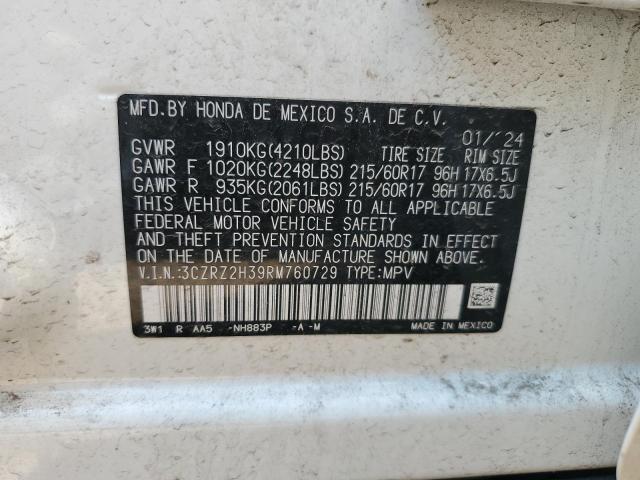 MFD.BY HONDA DE MEXICO S.A. DE C.V.
01/'24
GVWR 1910KG(4210LBS) TIRE SIZE RIM SIZE
GAWR F 1020KG(2248LBS) 215/60R17 96H 17X6.5J
GAWR R 935KG(2061LBS) 215/60R17 96H 17X6.5J
THIS VEHICLE CONFORMS TO ALL APPLICABLE
FEDERAL MOTOR VEHICLE SAFETY
AND THEFT PREVENTION STANDARDS IN EFFECT
ON THE DATE OF MANUFACTURE SHOWN ABOVE.
V.I.N.:3CZRZ2H39RM760729 TYPE:MPV
3W1 R AA5 -NH883P -A -M MADE IN MEXICO